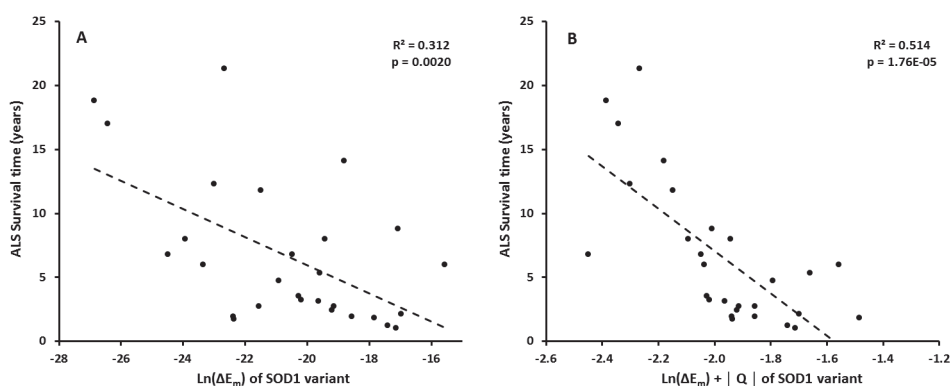 A
R² = 0.312
p = 0.0020
ALS Survival time (years)
25
20
15
10
5
0
-28 -26 -24 -22 -20 -18 -16
Ln(ΔEm) of SOD1 variant
B
R² = 0.514
p = 1.76E-05
ALS Survival time (years)
25
20
15
10
5
0
-2.6 -2.4 -2.2 -2.0 -1.8 -1.6 -1.4 -1.2
Ln(ΔEm) + | Q | of SOD1 variant